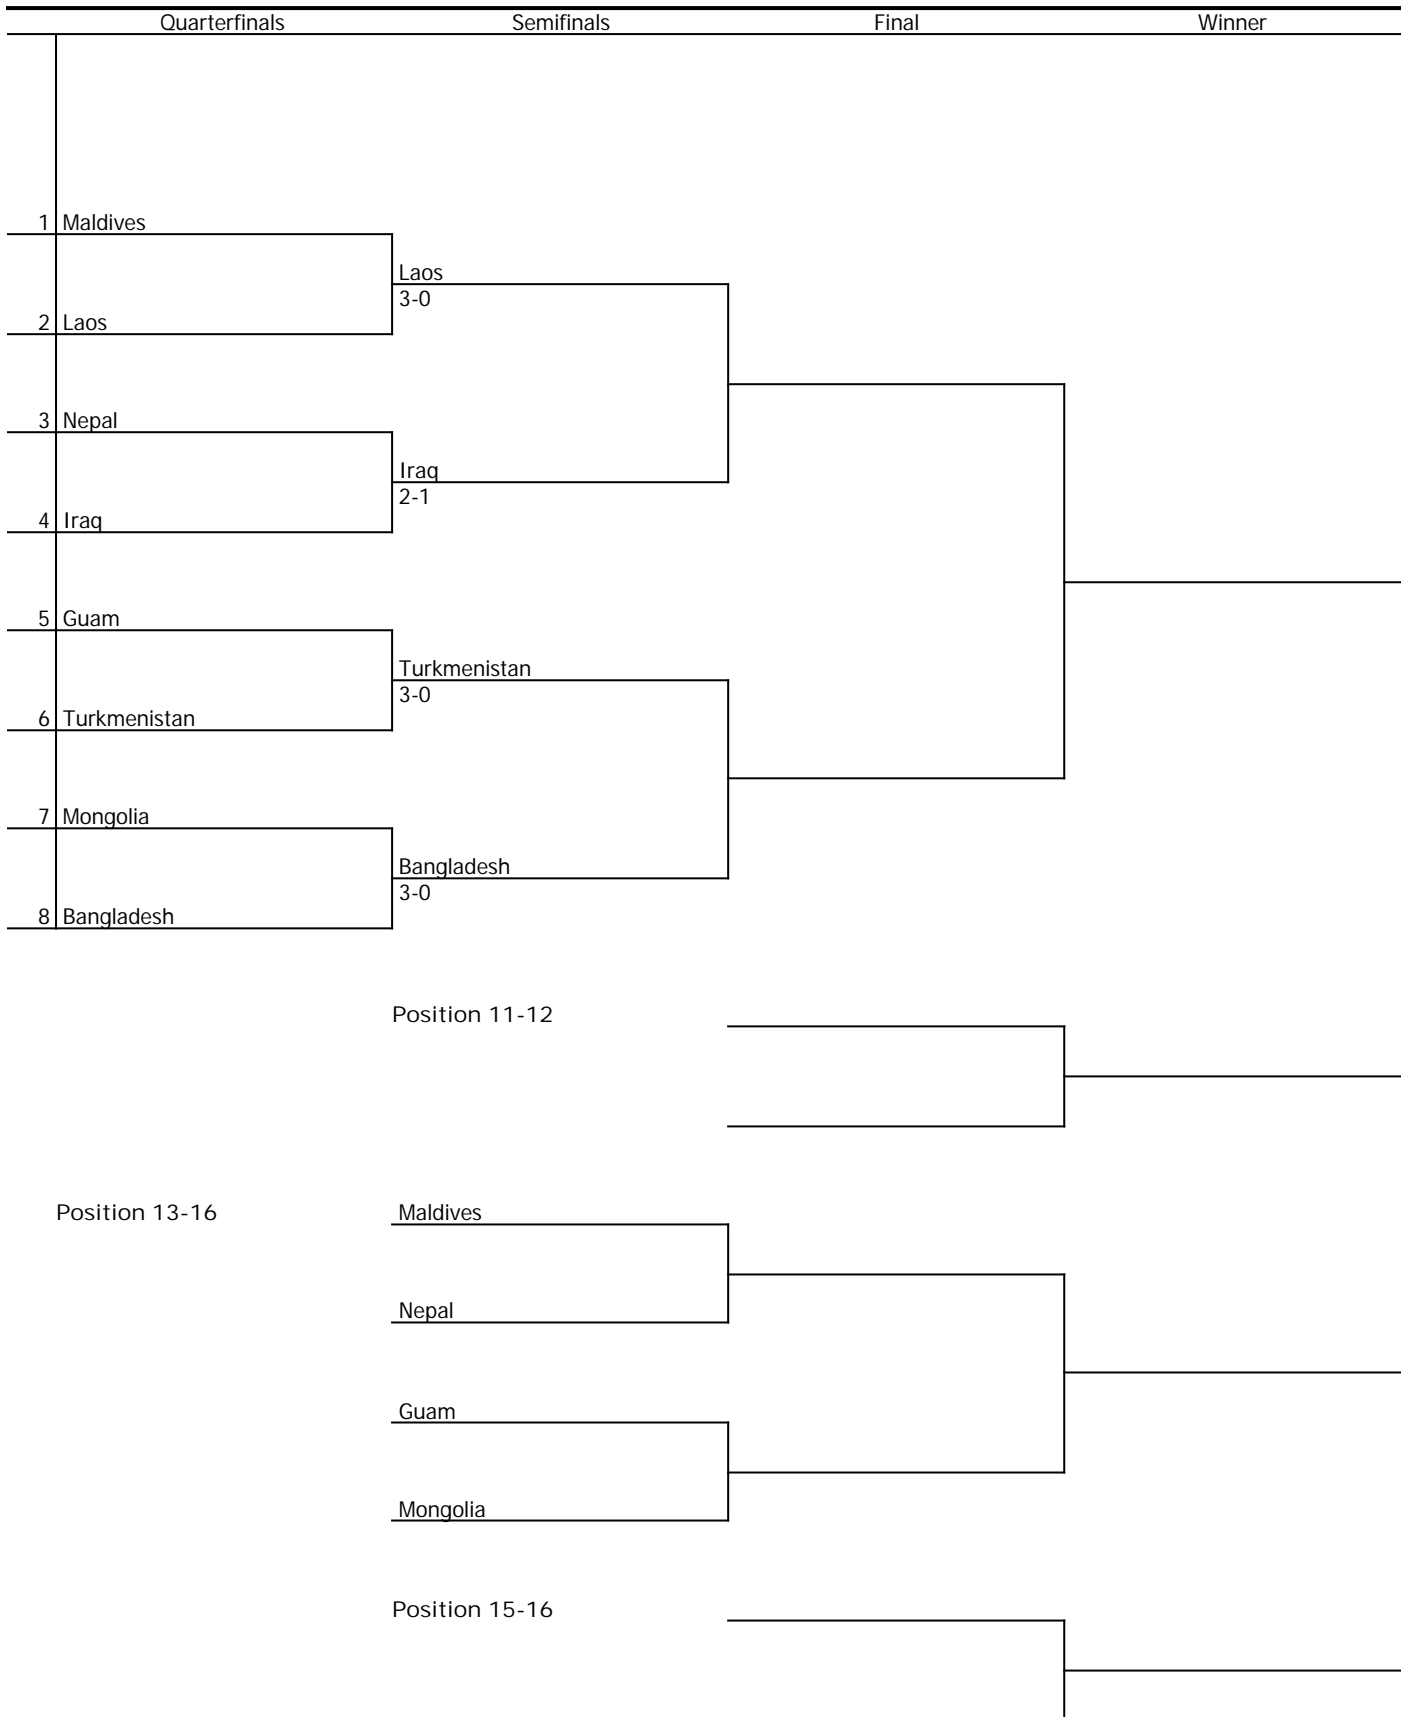 Quarterfinals Semifinals Final Winner
1 Maldives
Laos
3-0
2 Laos
3 Nepal
Iraq
2-1
4 Iraq
5 Guam
Turkmenistan
3-0
6 Turkmenistan
7 Mongolia
Bangladesh
3-0
8 Bangladesh
Position 11-12
Position 13-16 Maldives
Nepal
Guam
Mongolia
Position 15-16